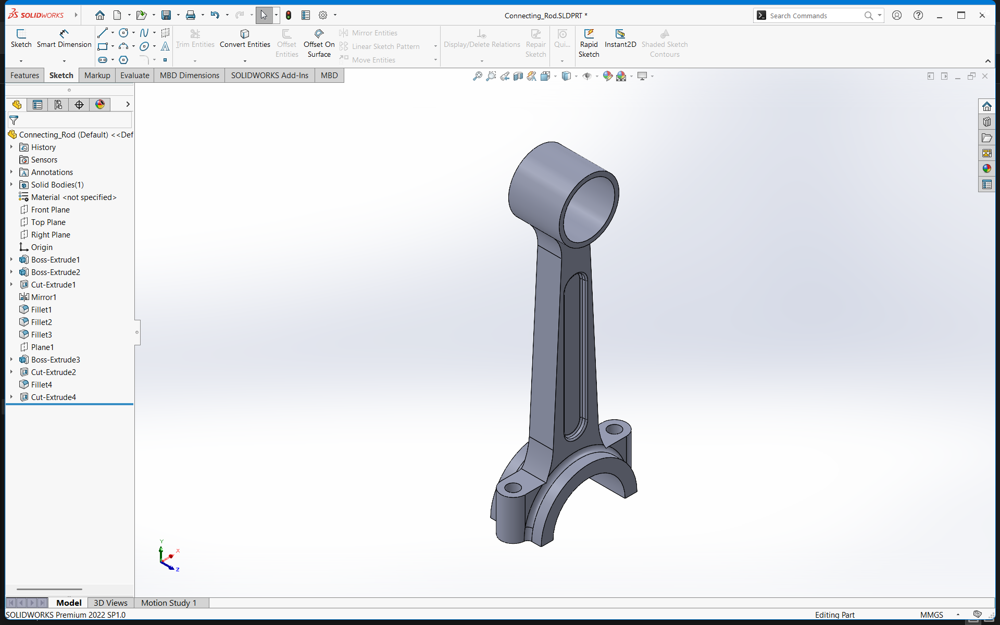 SOLIDWORKS
Connecting_Rod.SLDPRT *
Search Commands
Sketch
Smart Dimension
Trim Entities
Convert Entities
Offset Entities
Offset On Surface
Mirror Entities
Linear Sketch Pattern
Move Entities
Display/Delete Relations
Repair Sketch
Qui...
Rapid Sketch
Instant2D
Shaded Sketch Contours
Features
Sketch
Markup
Evaluate
MBD Dimensions
SOLIDWORKS Add-Ins
MBD
Connecting_Rod (Default) <<Def
History
Sensors
Annotations
Solid Bodies(1)
Material <not specified>
Front Plane
Top Plane
Right Plane
Origin
Boss-Extrude1
Boss-Extrude2
Cut-Extrude1
Mirror1
Fillet1
Fillet2
Fillet3
Plane1
Boss-Extrude3
Cut-Extrude2
Fillet4
Cut-Extrude4
Y
X
Z
Model
3D Views
Motion Study 1
SOLIDWORKS Premium 2022 SP1.0
Editing Part
MMGS